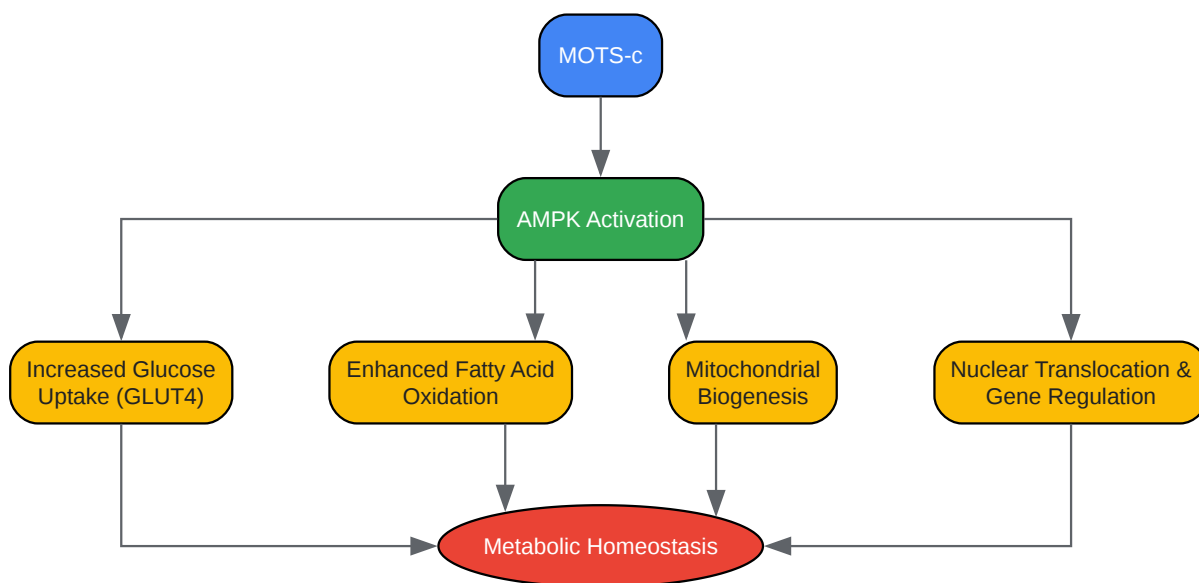 MOTS-c
AMPK Activation
Increased Glucose
Uptake (GLUT4)
Enhanced Fatty Acid
Oxidation
Mitochondrial
Biogenesis
Nuclear Translocation &
Gene Regulation
Metabolic Homeostasis